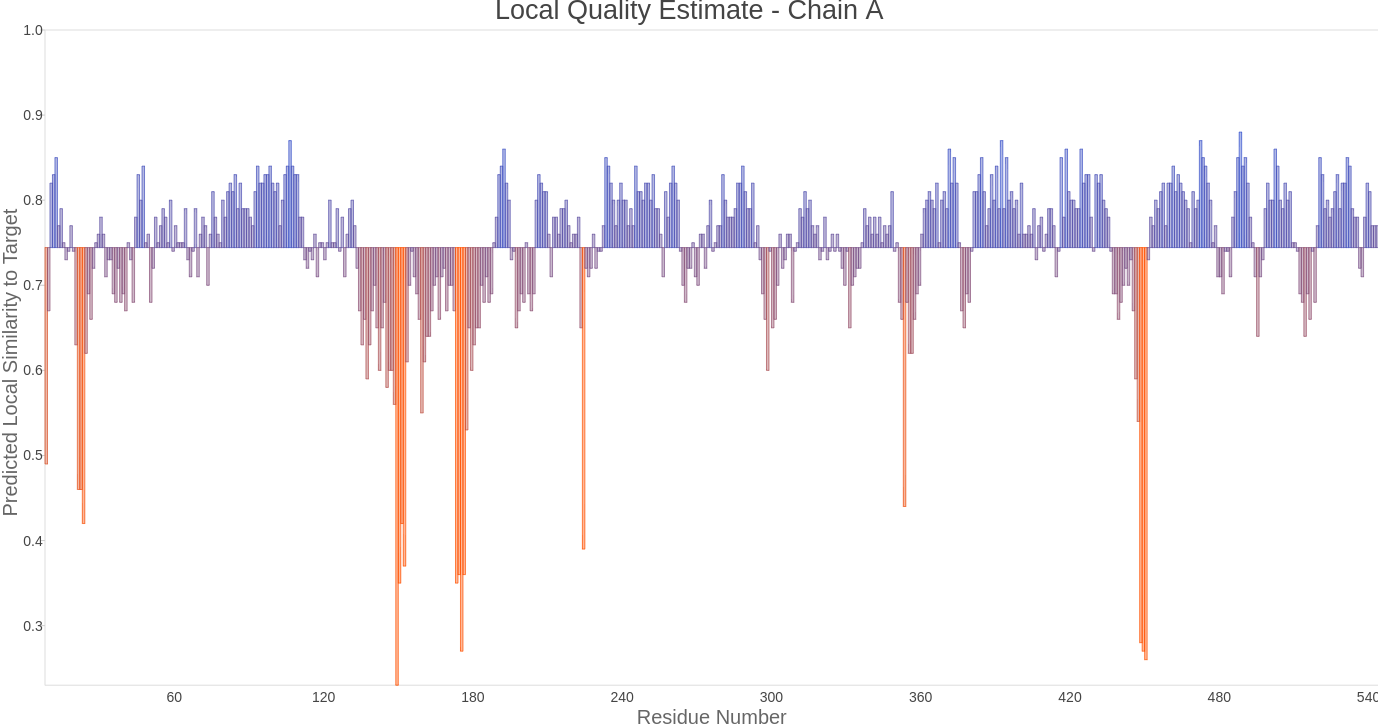 Local Quality Estimate - Chain A
Predicted Local Similarity to Target
1.0
0.9
0.8
0.7
0.6
0.5
0.4
0.3
60 120 180 240 300 360 420 480 540
Residue Number